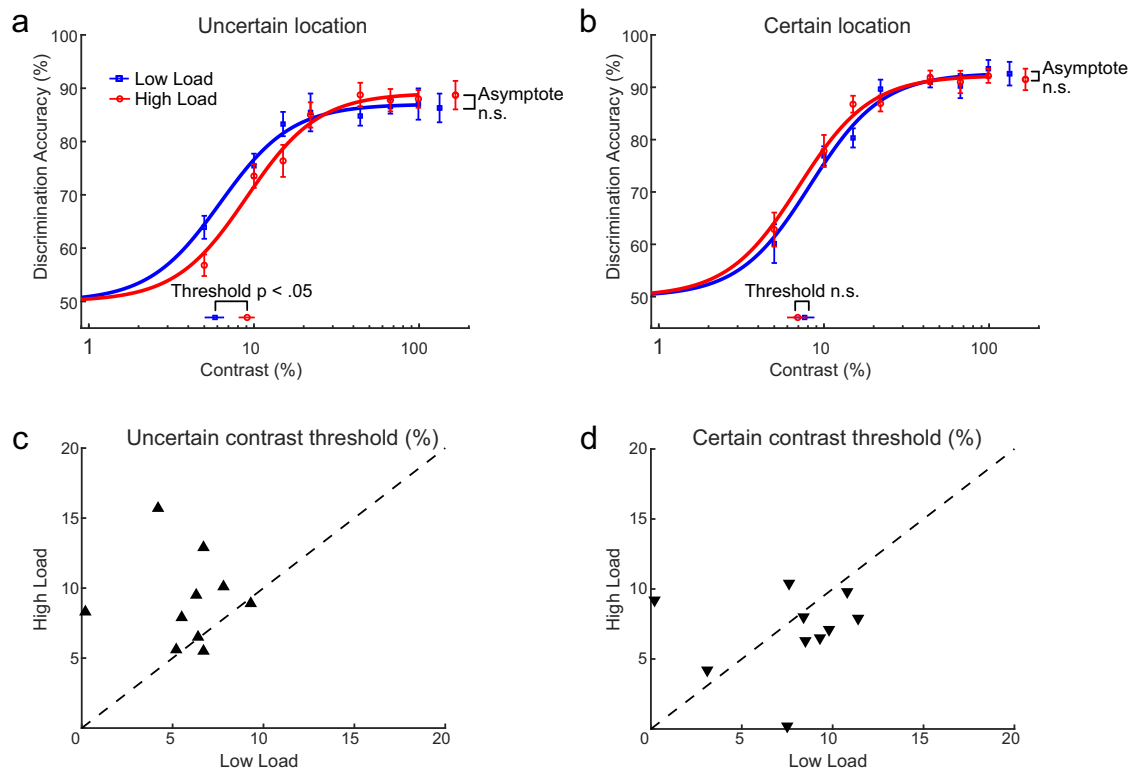 a
Uncertain location
100
90
80
70
60
50
Discrimination Accuracy (%)
Low Load
High Load
Asymptote
n.s.
Threshold p < .05
1
10
100
Contrast (%)
b
Certain location
100
90
80
70
60
50
Discrimination Accuracy (%)
Asymptote
n.s.
Threshold n.s.
1
10
100
Contrast (%)
c
Uncertain contrast threshold (%)
20
15
10
5
High Load
0
5
10
15
20
Low Load
d
Certain contrast threshold (%)
20
15
10
5
High Load
0
5
10
15
20
Low Load